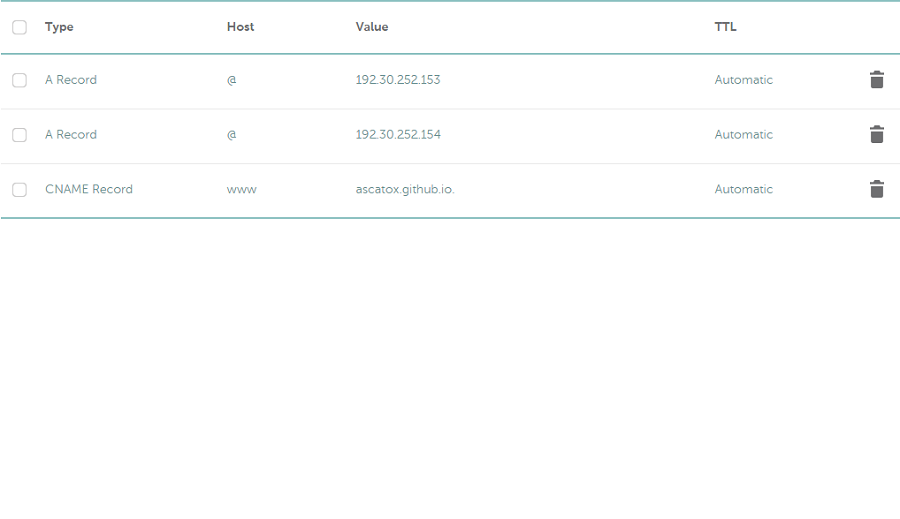 Type Host Value TTL
A Record @ 192.30.252.153 Automatic
A Record @ 192.30.252.154 Automatic
CNAME Record www ascatox.github.io. Automatic